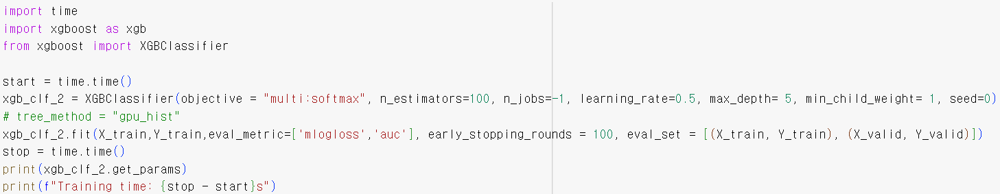 import time
import xgboost as xgb
from xgboost import XGBClassifier
start = time.time()
xgb_clf_2 = XGBClassifier(objective = "multi:softmax", n_estimators=100, n_jobs=-1, learning_rate=0.5, max_depth= 5, min_child_weight= 1, seed=0)
# tree_method = "gpu_hist"
xgb_clf_2.fit(X_train,Y_train,eval_metric=['mlogloss','auc'], early_stopping_rounds = 100, eval_set = [(X_train, Y_train), (X_valid, Y_valid)])
stop = time.time()
print(xgb_clf_2.get_params)
print(f"Training time: {stop - start}s")